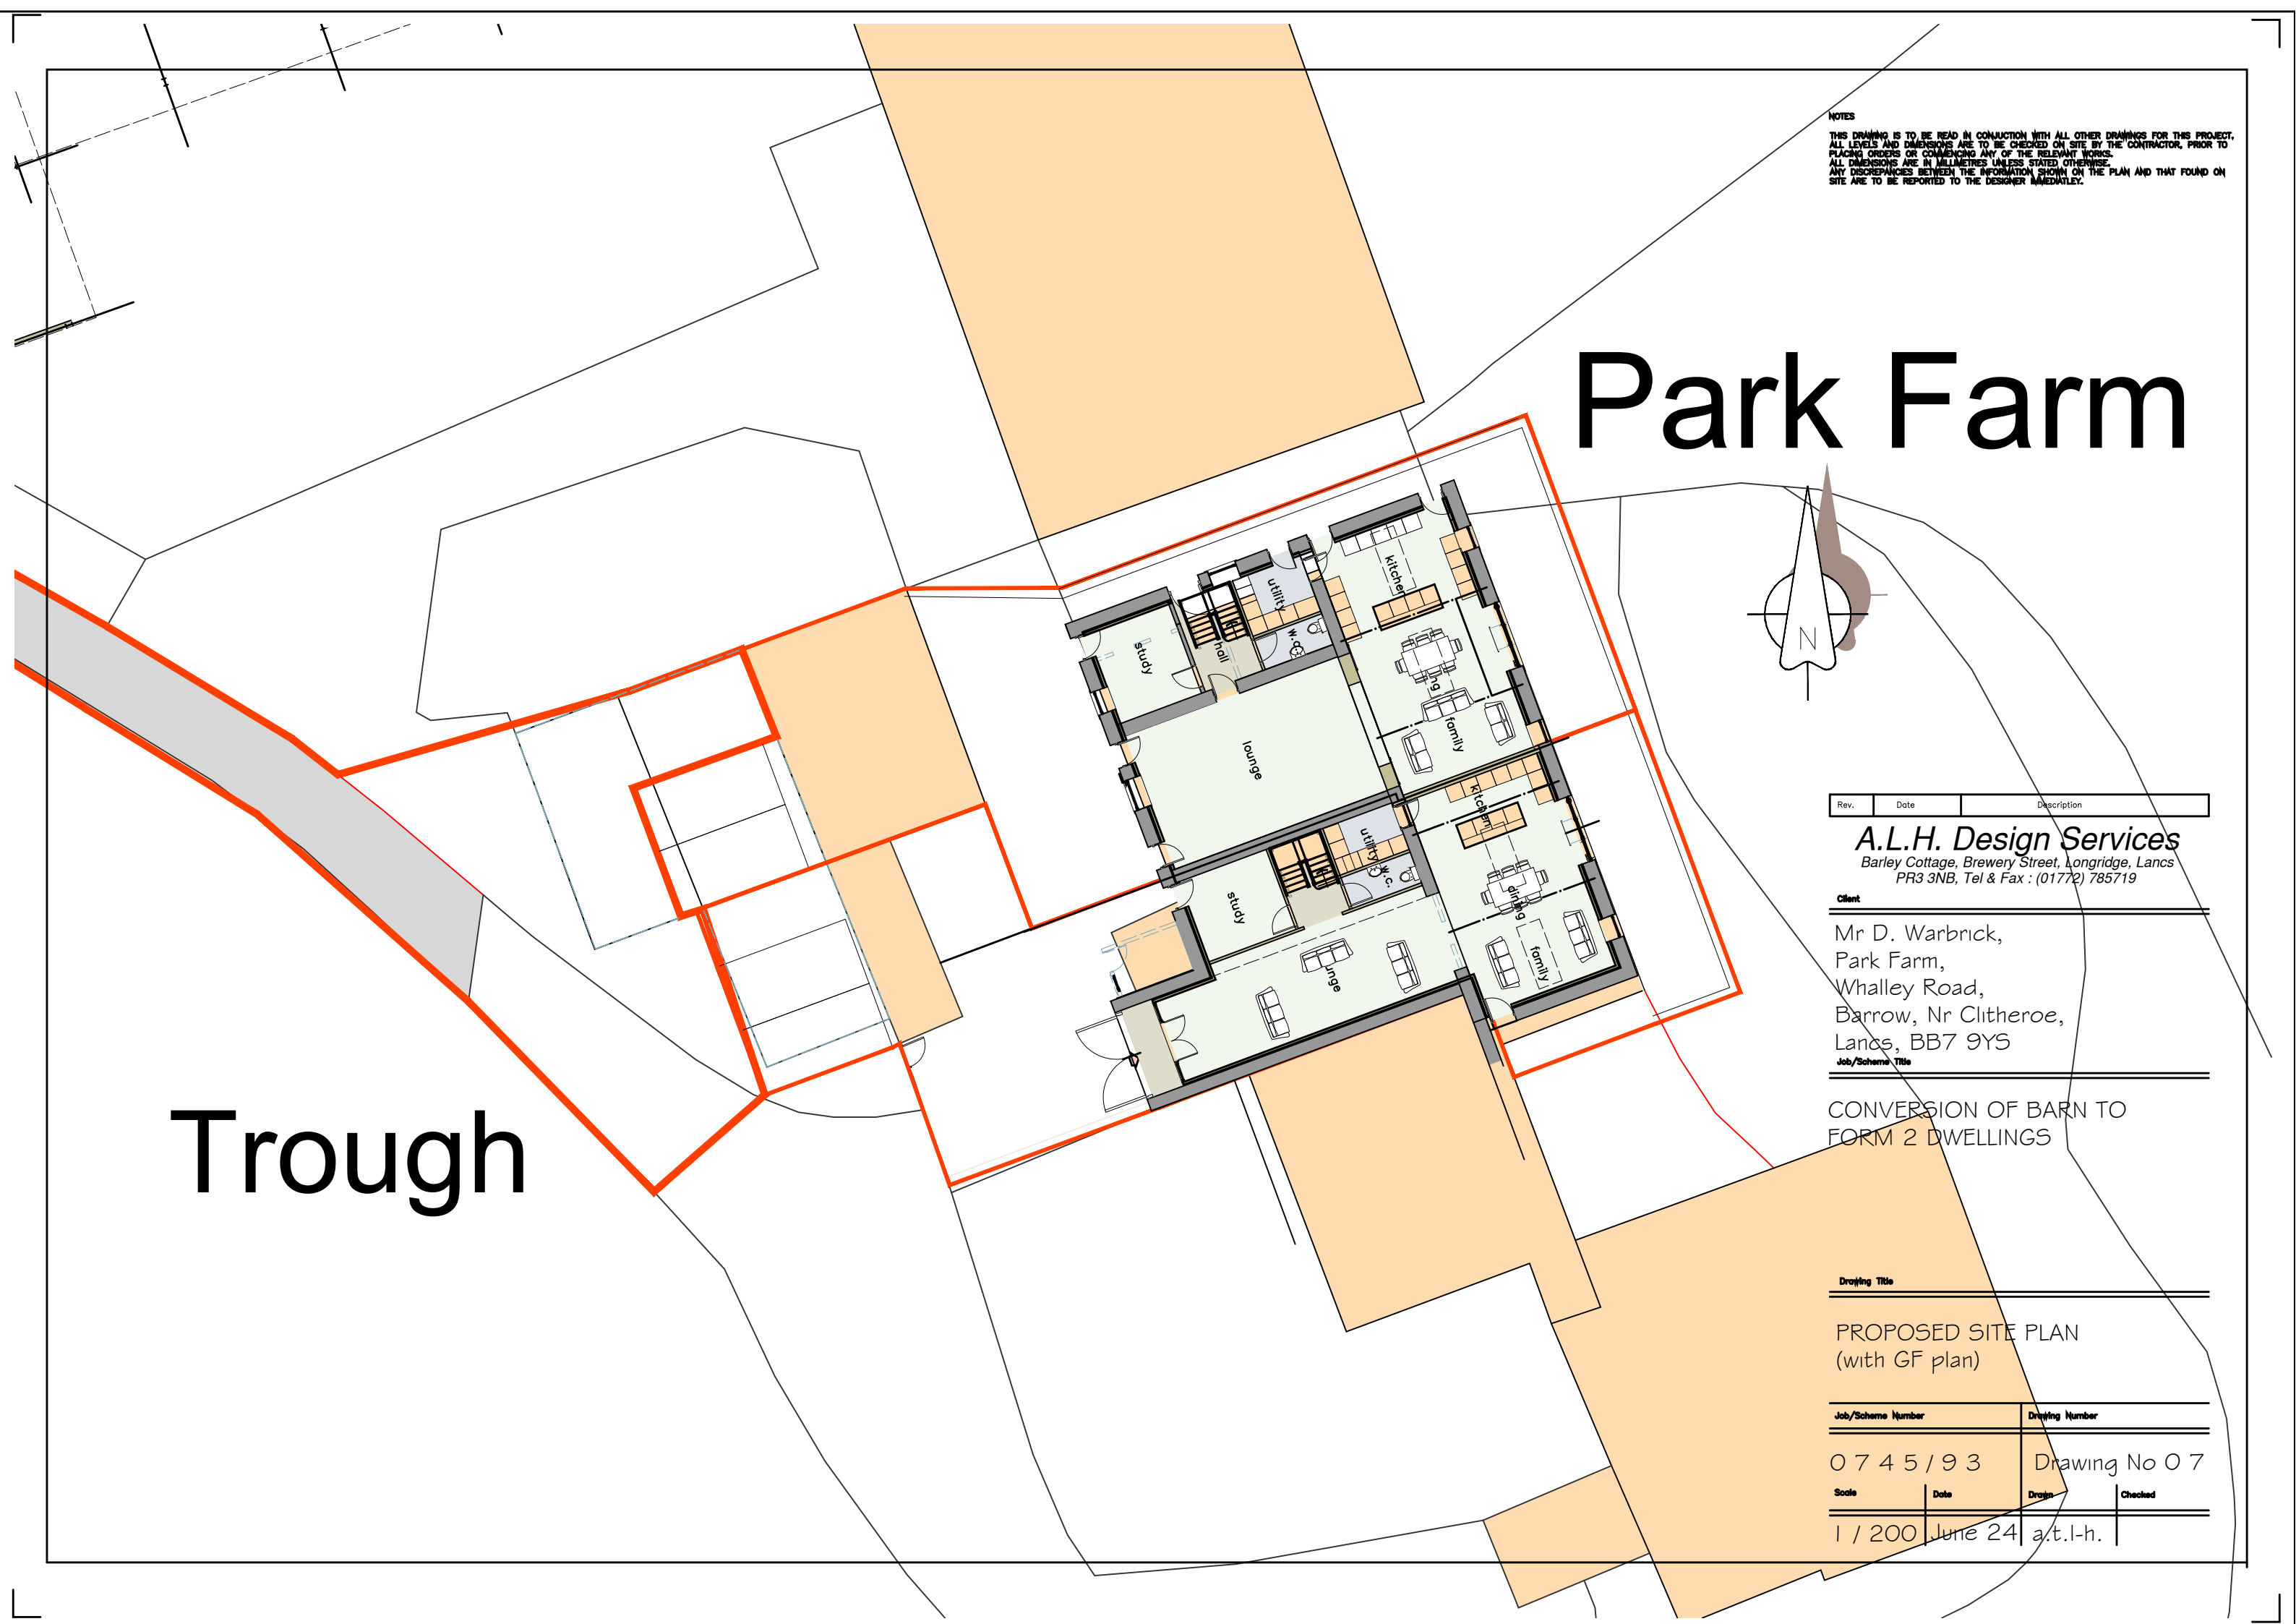 NOTES
THIS DRAWING IS TO BE READ IN CONJUCTION WITH ALL OTHER DRAWINGS FOR THIS PROJECT.
ALL LEVELS AND DIMENSIONS ARE TO BE CHECKED ON SITE BY THE CONTRACTOR, PRIOR TO
PLACING ORDERS OR COMMENCING ANY OF THE RELEVANT WORKS.
ALL DIMENSIONS ARE IN MILLIMETRES UNLESS STATED OTHERWISE.
ANY DISCREPANCIES BETWEEN THE INFORMATION SHOWN ON THE PLAN AND THAT FOUND ON
SITE ARE TO BE REPORTED TO THE DESIGNER IMMEDIATLEY.
Park Farm
N
kitchen
utility
w.c.
hall
study
family
lounge
kitchen
utility
w.c.
study
dining
family
Trough
Rev. Date Description
A.L.H. Design Services
Barley Cottage, Brewery Street, Longridge, Lancs
PR3 3NB, Tel & Fax : (01772) 785719
Client
Mr D. Warbrick,
Park Farm,
Whalley Road,
Barrow, Nr Clitheroe,
Lancs, BB7 9YS
Job/Scheme Title
CONVERSION OF BARN TO
FORM 2 DWELLINGS
Drawing Title
PROPOSED SITE PLAN
(with GF plan)
Job/Scheme Number Drawing Number
0745/93 Drawing No 07
Scale Date Drawn Checked
1 / 200 June 24 a.t.l-h.